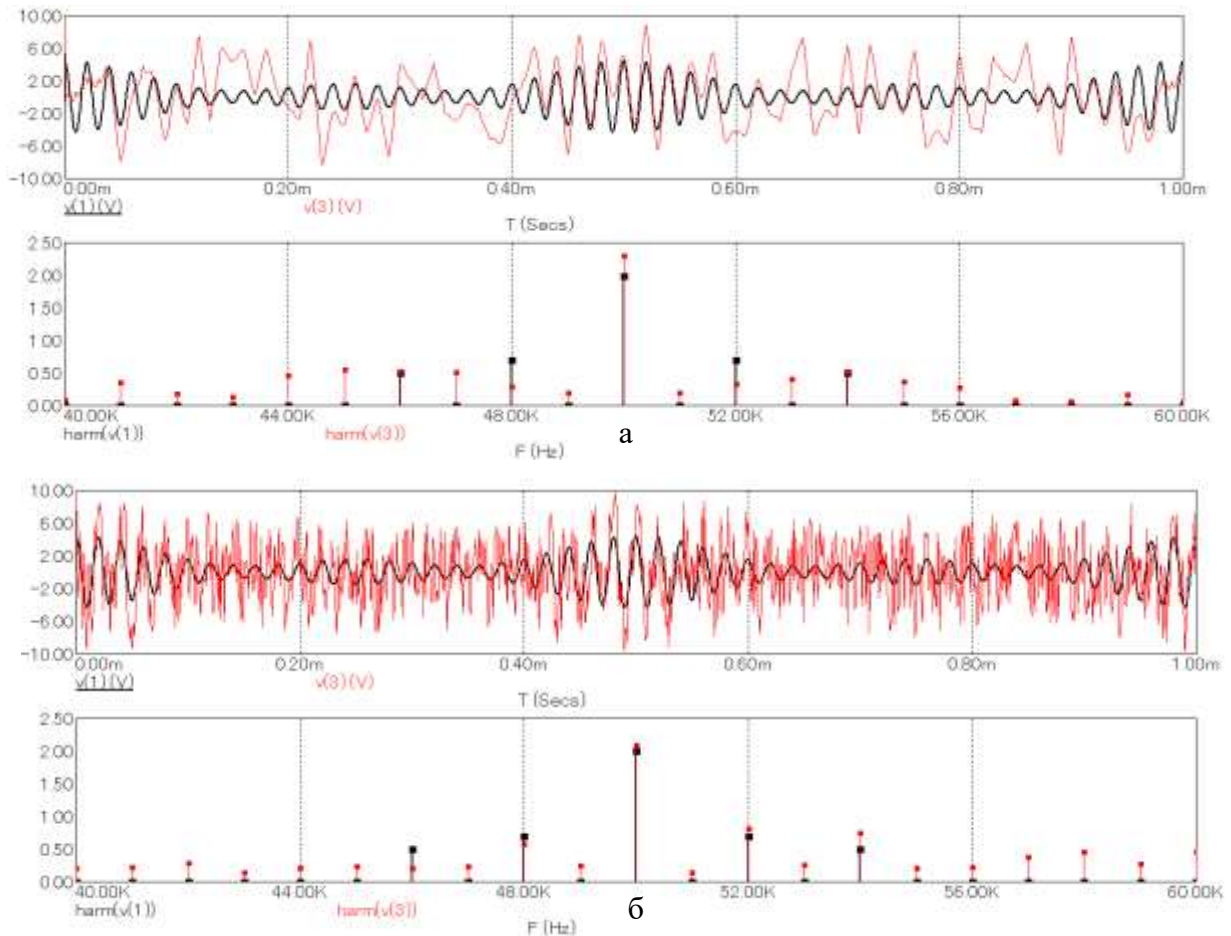 10.00
6.00
2.00
-2.00
-6.00
-10.00
0.00m 0.20m 0.40m 0.60m 0.80m 1.00m
v(1)(V) v(3)(V)
T (Secs)
2.50
2.00
1.50
1.00
0.50
0.00
40.00K 44.00K 48.00K 52.00K 56.00K 60.00K
harm(v(1)) harm(v(3))
F (Hz)
а
10.00
6.00
2.00
-2.00
-6.00
-10.00
0.00m 0.20m 0.40m 0.60m 0.80m 1.00m
v(1)(V) v(3)(V)
T (Secs)
2.50
2.00
1.50
1.00
0.50
0.00
40.00K 44.00K 48.00K 52.00K 56.00K 60.00K
harm(v(1)) harm(v(3))
F (Hz)
б